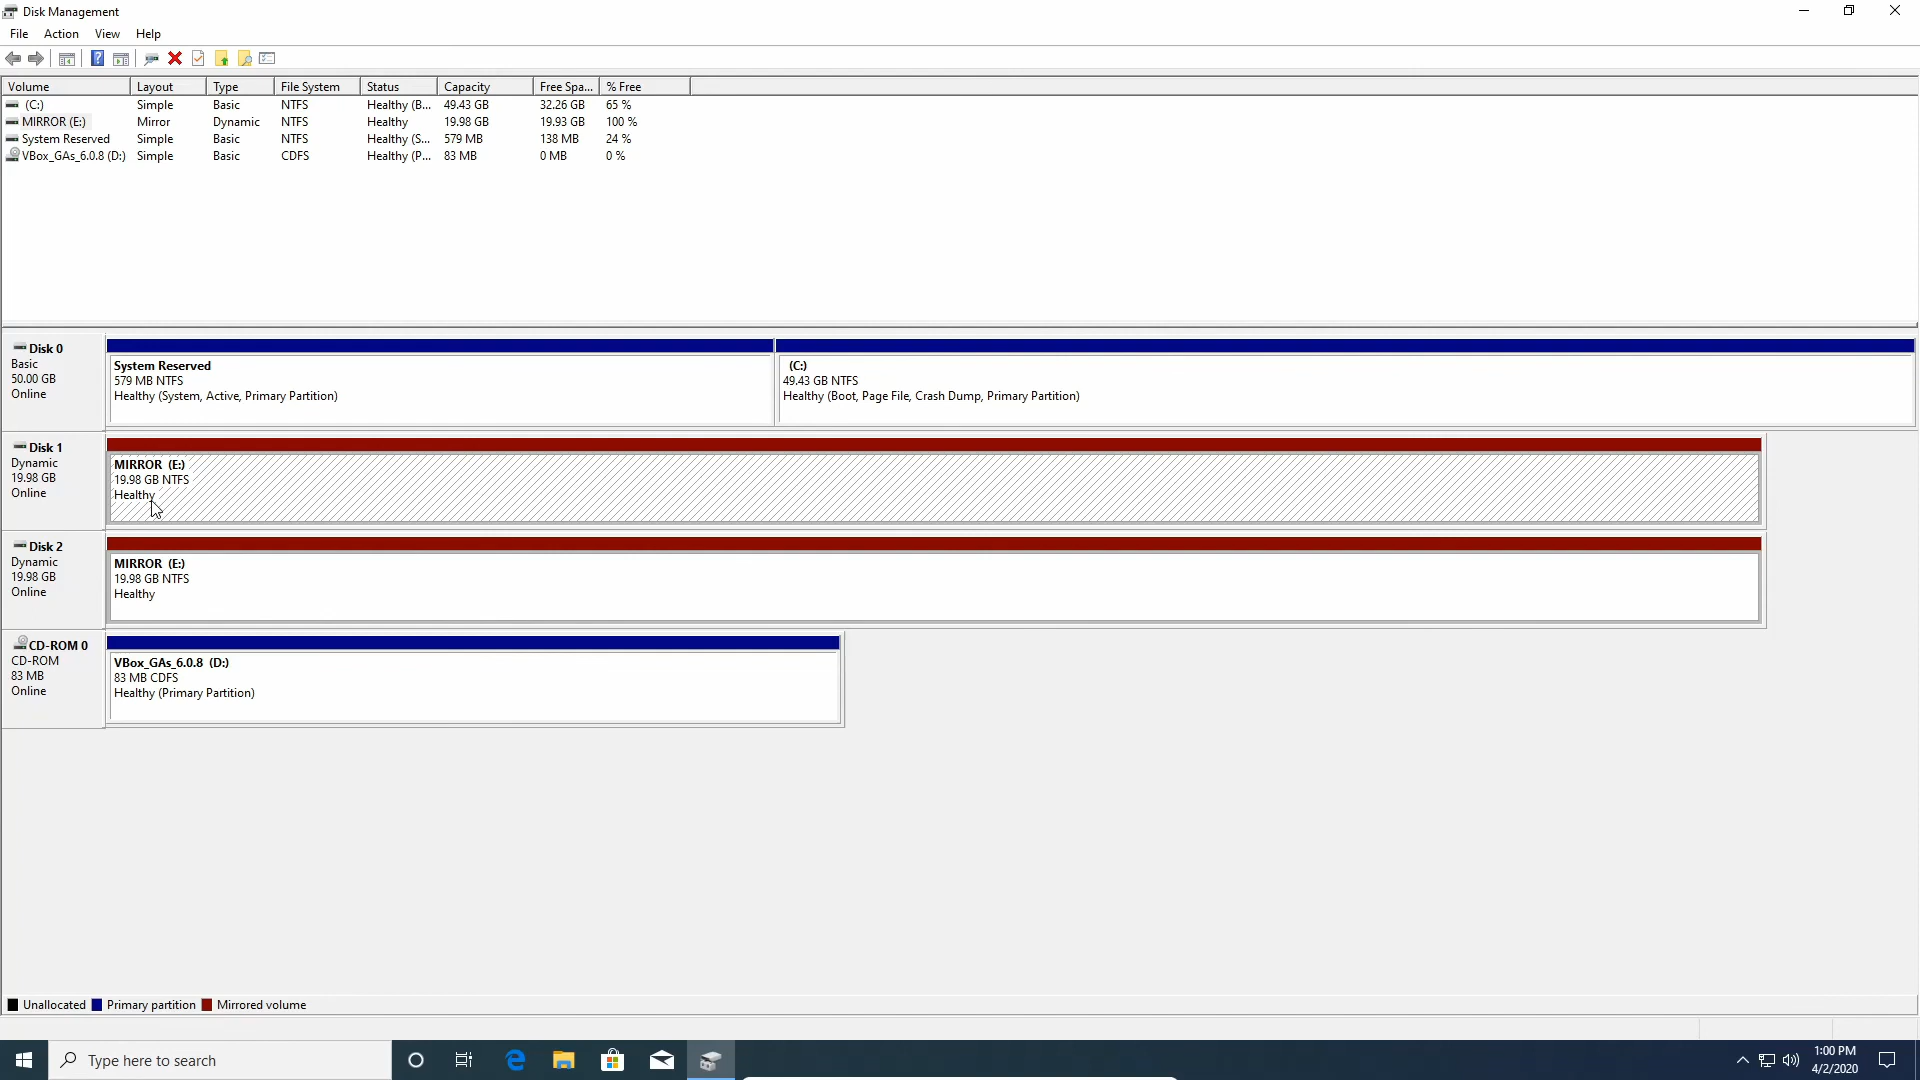 Disk Management
File Action View Help
Volume Layout Type File System Status Capacity Free Spa... % Free
(C:) Simple Basic NTFS Healthy (B... 49.43 GB 32.26 GB 65 %
MIRROR (E:) Mirror Dynamic NTFS Healthy 19.98 GB 19.93 GB 100 %
System Reserved Simple Basic NTFS Healthy (S... 579 MB 138 MB 24 %
VBox_GAs_6.0.8 (D:) Simple Basic CDFS Healthy (P... 83 MB 0 MB 0 %
Disk 0
Basic
50.00 GB
Online
System Reserved
579 MB NTFS
Healthy (System, Active, Primary Partition)
(C:)
49.43 GB NTFS
Healthy (Boot, Page File, Crash Dump, Primary Partition)
Disk 1
Dynamic
19.98 GB
Online
MIRROR (E:)
19.98 GB NTFS
Healthy
Disk 2
Dynamic
19.98 GB
Online
MIRROR (E:)
19.98 GB NTFS
Healthy
CD-ROM 0
CD-ROM
83 MB
Online
VBox_GAs_6.0.8 (D:)
83 MB CDFS
Healthy (Primary Partition)
Unallocated Primary partition Mirrored volume
Type here to search
1:00 PM
4/2/2020